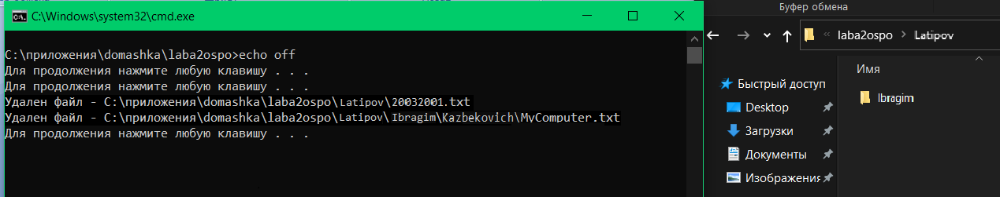 C:\Windows\system32\cmd.exe
C:\приложения\domashka\laba2ospo>echo off
Для продолжения нажмите любую клавишу . . .
Для продолжения нажмите любую клавишу . . .
Удален файл - C:\приложения\domashka\laba2ospo\Latipov\20032001.txt
Удален файл - C:\приложения\domashka\laba2ospo\Latipov\Ibragim\Kazbekovich\MyComputer.txt
Для продолжения нажмите любую клавишу . . .
Буфер обмена
« laba2ospo > Latipov
Имя
Быстрый доступ
Ibragim
Desktop
Загрузки
Документы
Изображения